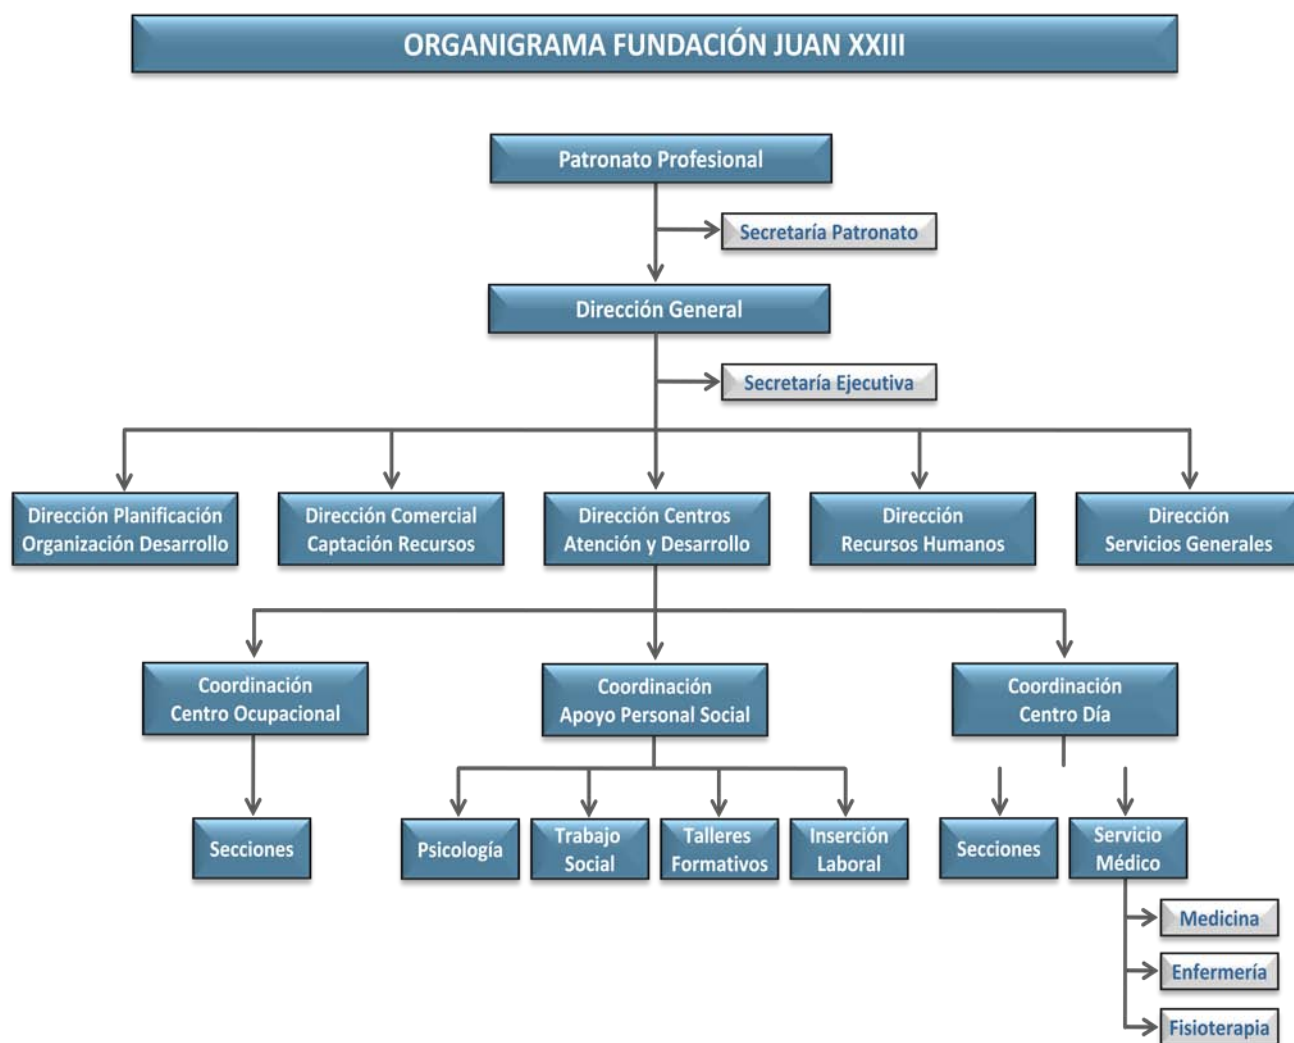 ORGANIGRAMA FUNDACIÓN JUAN XXIII
Patronato Profesional
Secretaría Patronato
Dirección General
Secretaría Ejecutiva
Dirección Planificación
Organización Desarrollo
Dirección Comercial
Captación Recursos
Dirección Centros
Atención y Desarrollo
Dirección
Recursos Humanos
Dirección
Servicios Generales
Coordinación
Centro Ocupacional
Coordinación
Apoyo Personal Social
Coordinación
Centro Día
Secciones
Psicología
Trabajo
Social
Talleres
Formativos
Inserción
Laboral
Secciones
Servicio
Médico
Medicina
Enfermería
Fisioterapia